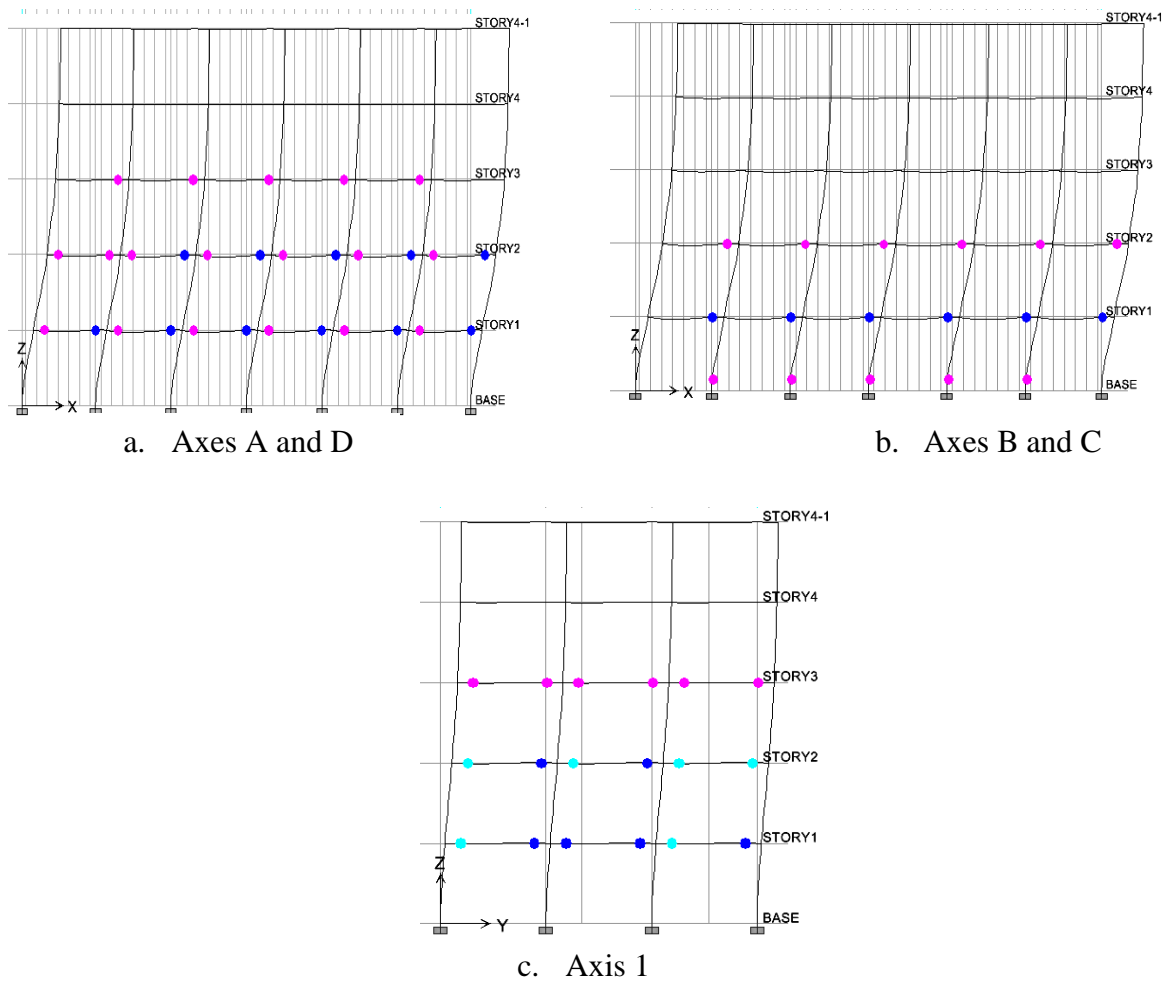 STORY4-1
STORY4
STORY3
STORY2
STORY1
Z
X
BASE
a. Axes A and D
STORY4-1
STORY4
STORY3
STORY2
STORY1
Z
X
BASE
b. Axes B and C
STORY4-1
STORY4
STORY3
STORY2
STORY1
Z
Y
BASE
c. Axis 1